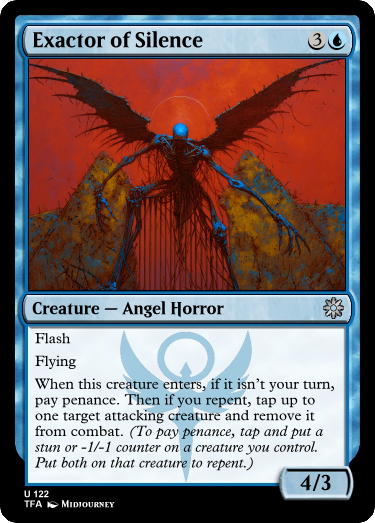 Exactor of Silence 3
Creature — Angel Horror
Flash
Flying
When this creature enters, if it isn't your turn,
pay penance. Then if you repent, tap up to
one target attacking creature and remove it
from combat. (To pay penance, tap and put a
stun or -1/-1 counter on a creature you control.
Put both on that creature to repent.)
4/3
U 122
TFA Midjourney